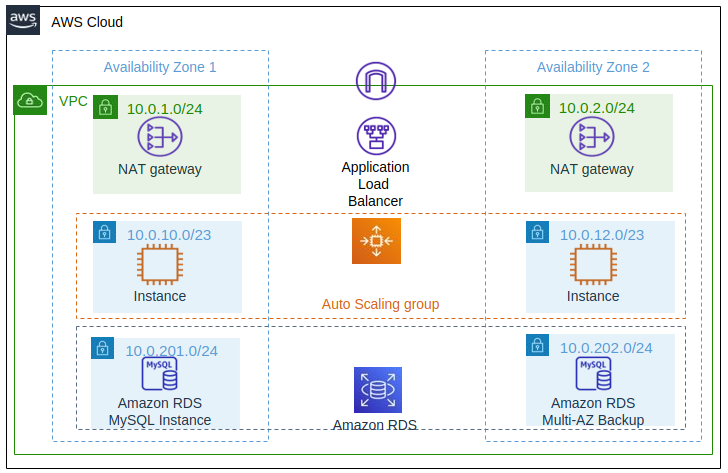 aws
AWS Cloud
Availability Zone 1
Availability Zone 2
VPC
10.0.1.0/24
NAT gateway
10.0.2.0/24
NAT gateway
Application
Load
Balancer
10.0.10.0/23
Instance
10.0.12.0/23
Instance
Auto Scaling group
10.0.201.0/24
MySQL
Amazon RDS
MySQL Instance
Amazon RDS
10.0.202.0/24
MySQL
Amazon RDS
Multi-AZ Backup